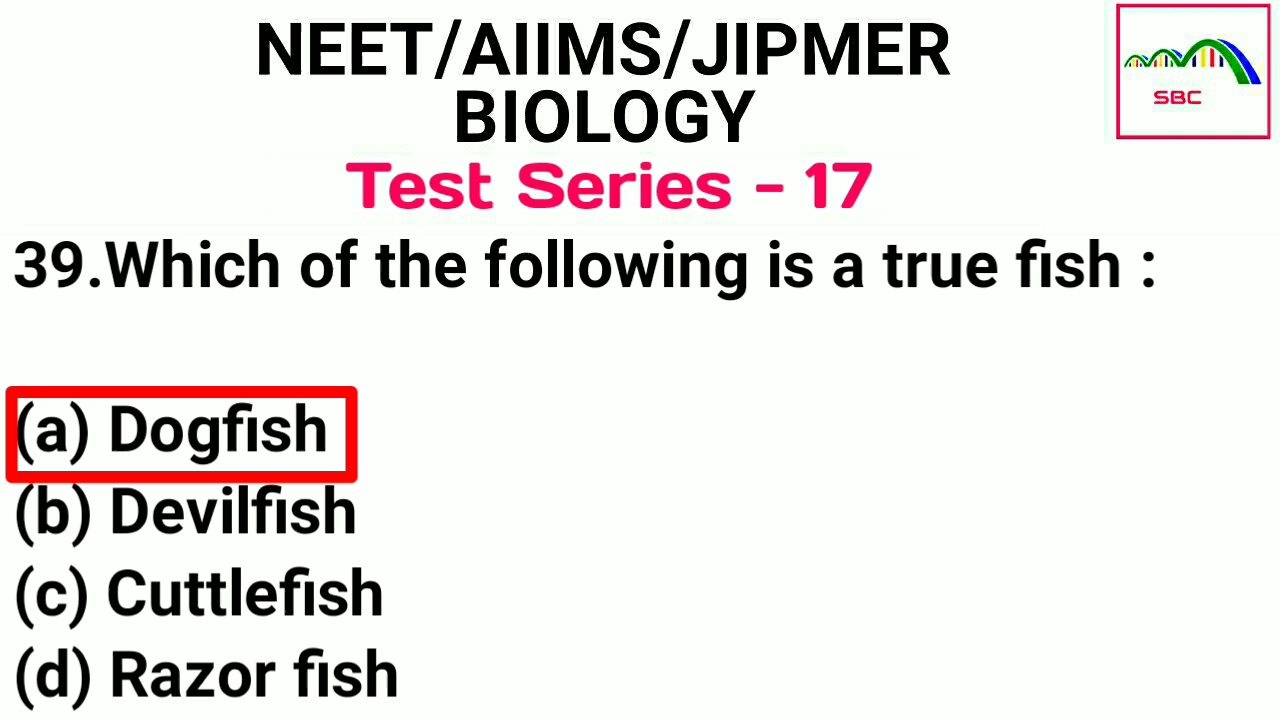 NEET/AIIMS/JIPMER
BIOLOGY
SBC
Test Series - 17
39.Which of the following is a true fish :
(a) Dogfish
(b) Devilfish
(c) Cuttlefish
(d) Razor fish